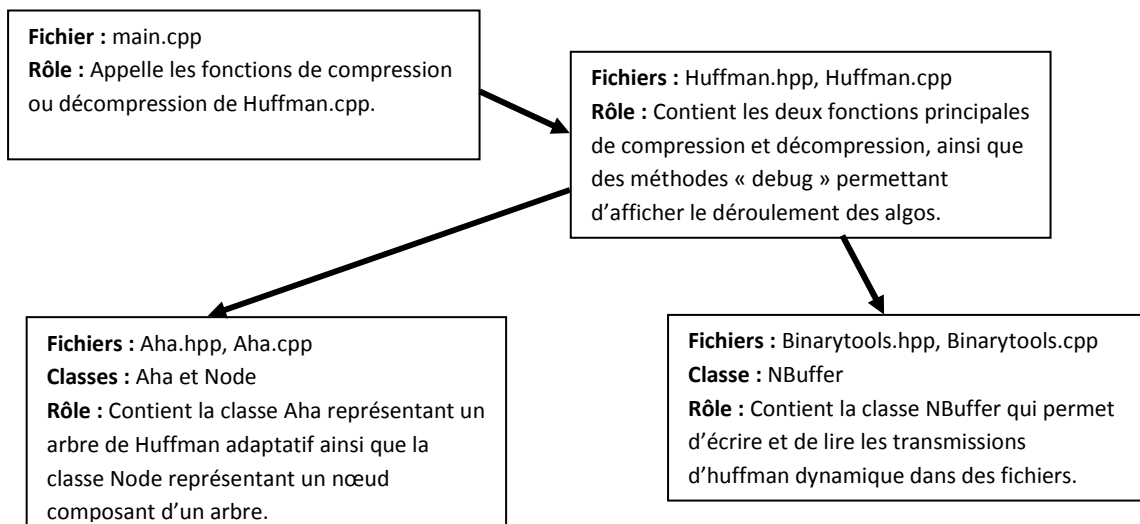 Fichier : main.cpp
Rôle : Appelle les fonctions de compression
ou décompression de Huffman.cpp.
Fichiers : Huffman.hpp, Huffman.cpp
Rôle : Contient les deux fonctions principales
de compression et décompression, ainsi que
des méthodes « debug » permettant
d’afficher le déroulement des algos.
Fichiers : Aha.hpp, Aha.cpp
Classes : Aha et Node
Rôle : Contient la classe Aha représentant un
arbre de Huffman adaptatif ainsi que la
classe Node représentant un nœud
composant d’un arbre.
Fichiers : Binarytools.hpp, Binarytools.cpp
Classe : NBuffer
Rôle : Contient la classe NBuffer qui permet
d’écrire et de lire les transmissions
d’huffman dynamique dans des fichiers.